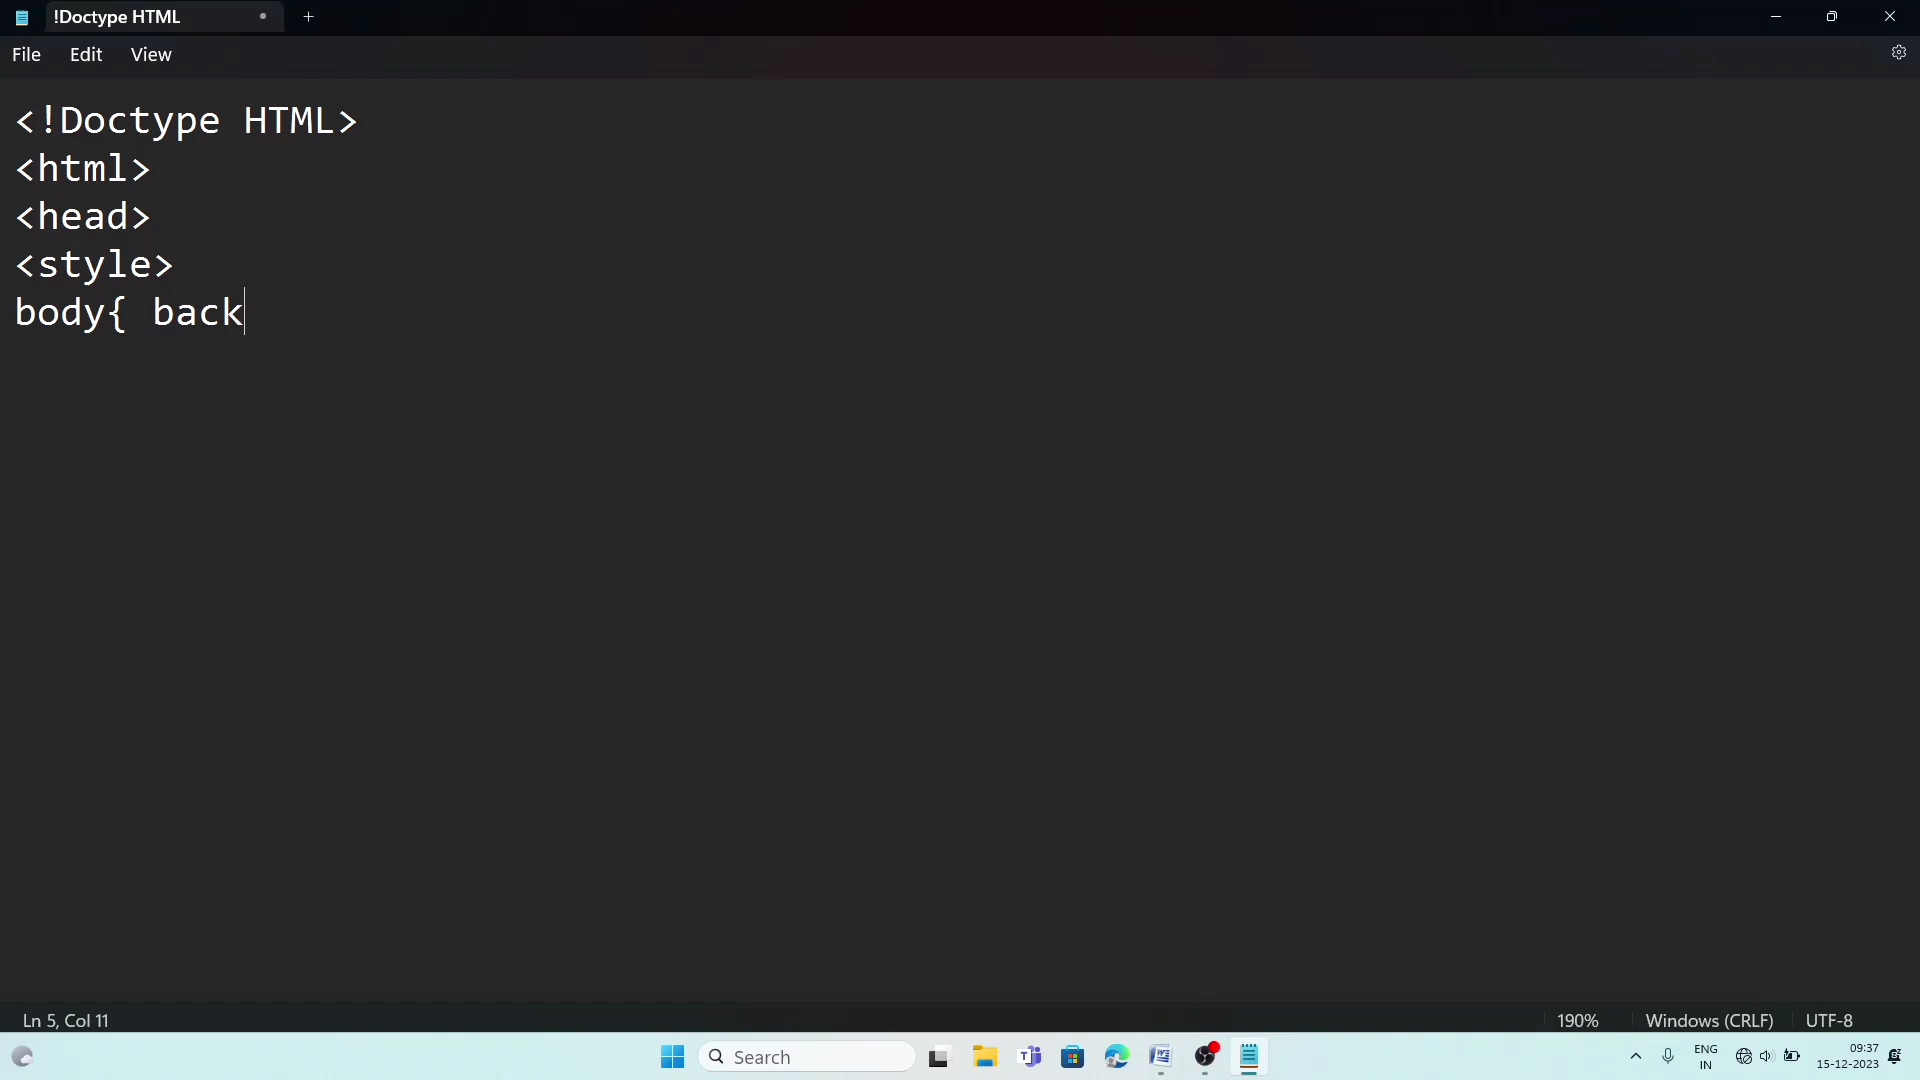 !Doctype HTML
File Edit View
<!Doctype HTML>
<html>
<head>
<style>
body{ back
Ln 5, Col 11 190% Windows (CRLF) UTF-8
Search ENG IN 09:37 15-12-2023